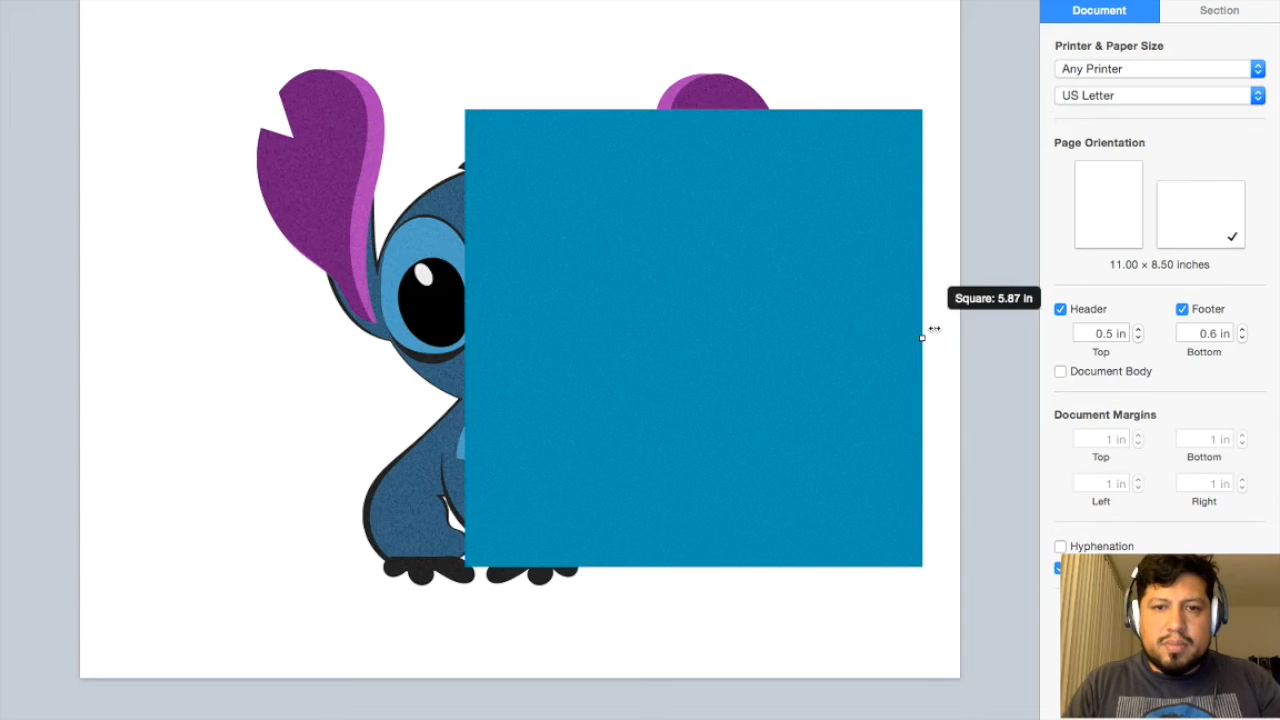 Document
Section
Printer & Paper Size
Any Printer
US Letter
Page Orientation
11.00 × 8.50 inches
Square: 5.87 in
Header
Footer
0.5 in
0.6 in
Top
Bottom
Document Body
Document Margins
1 in
1 in
Top
Bottom
1 in
1 in
Left
Right
Hyphenation